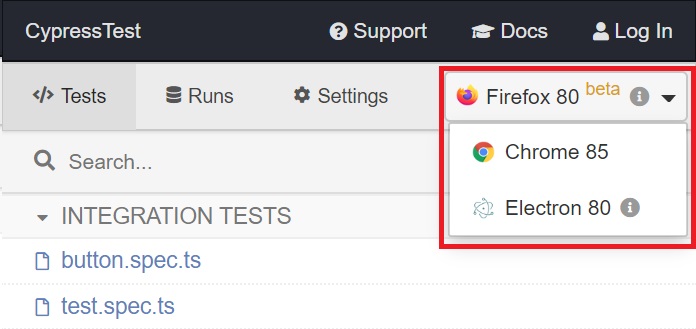 CypressTest Support Docs Log In
Tests Runs Settings Firefox 80 beta
Search... Chrome 85
Electron 80
INTEGRATION TESTS
button.spec.ts
test.spec.ts